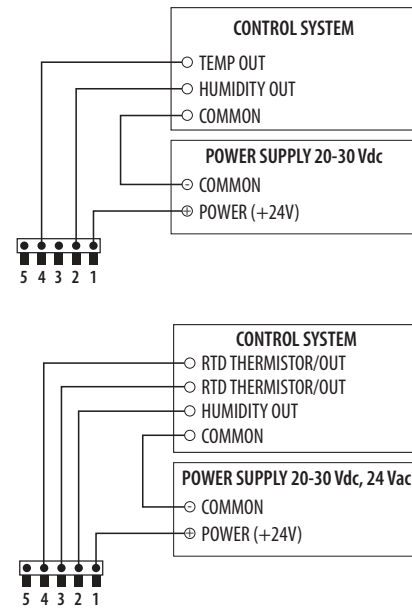 CONTROL SYSTEM
TEMP OUT
HUMIDITY OUT
COMMON
POWER SUPPLY 20-30 Vdc
COMMON
POWER (+24V)
5 4 3 2 1
CONTROL SYSTEM
RTD THERMISTOR/OUT
RTD THERMISTOR/OUT
HUMIDITY OUT
COMMON
POWER SUPPLY 20-30 Vdc, 24 Vac
COMMON
POWER (+24V)
5 4 3 2 1